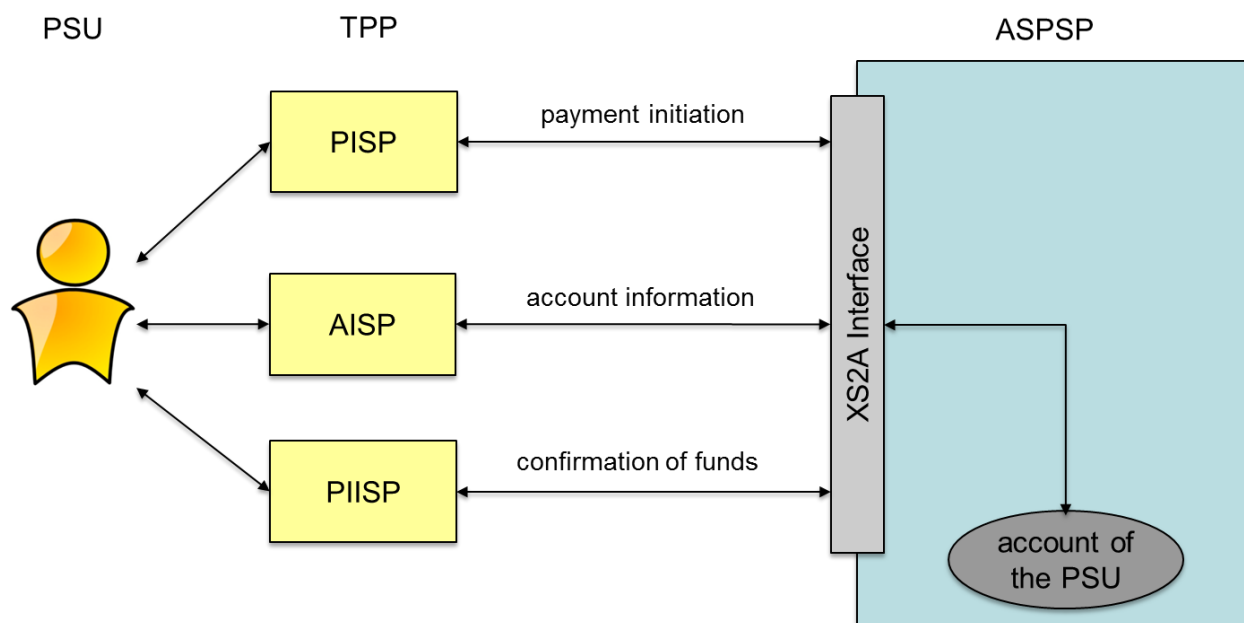 PSU
TPP
ASPSP
PISP
payment initiation
AISP
account information
PIISP
confirmation of funds
XS2A Interface
account of
the PSU